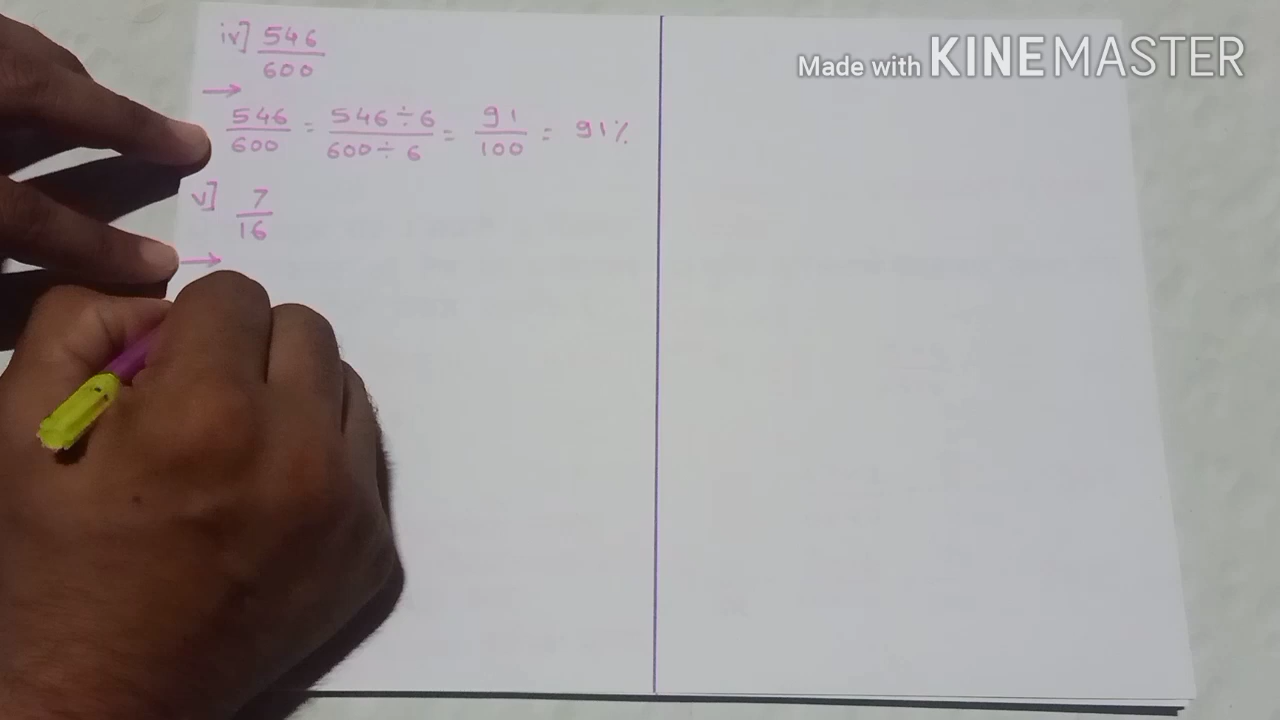 iv] 546/600
→
546/600 = 546÷6/600÷6 = 91/100 = 91%
v] 7/16
→
Made with KINEMASTER